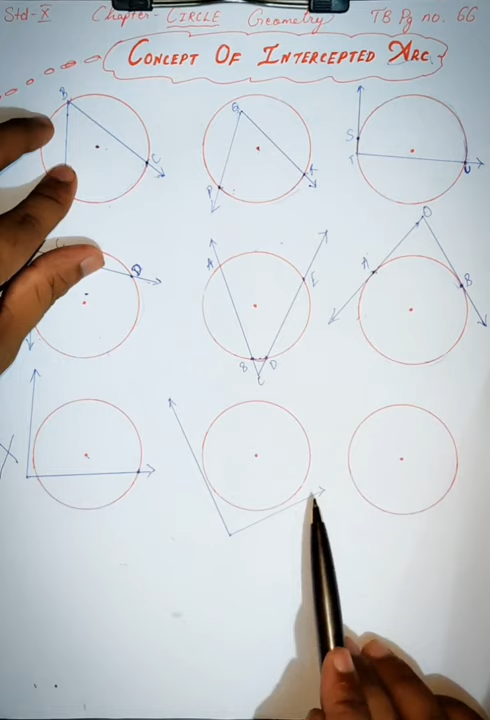 Std-X Chapter- CIRCLE Geometry TB Pg no. 66
CONCEPT OF INTERCEPTED ARC.
B
C
Q
P
R
S
T
U
D
A
E
B D
C
D
A
B
X